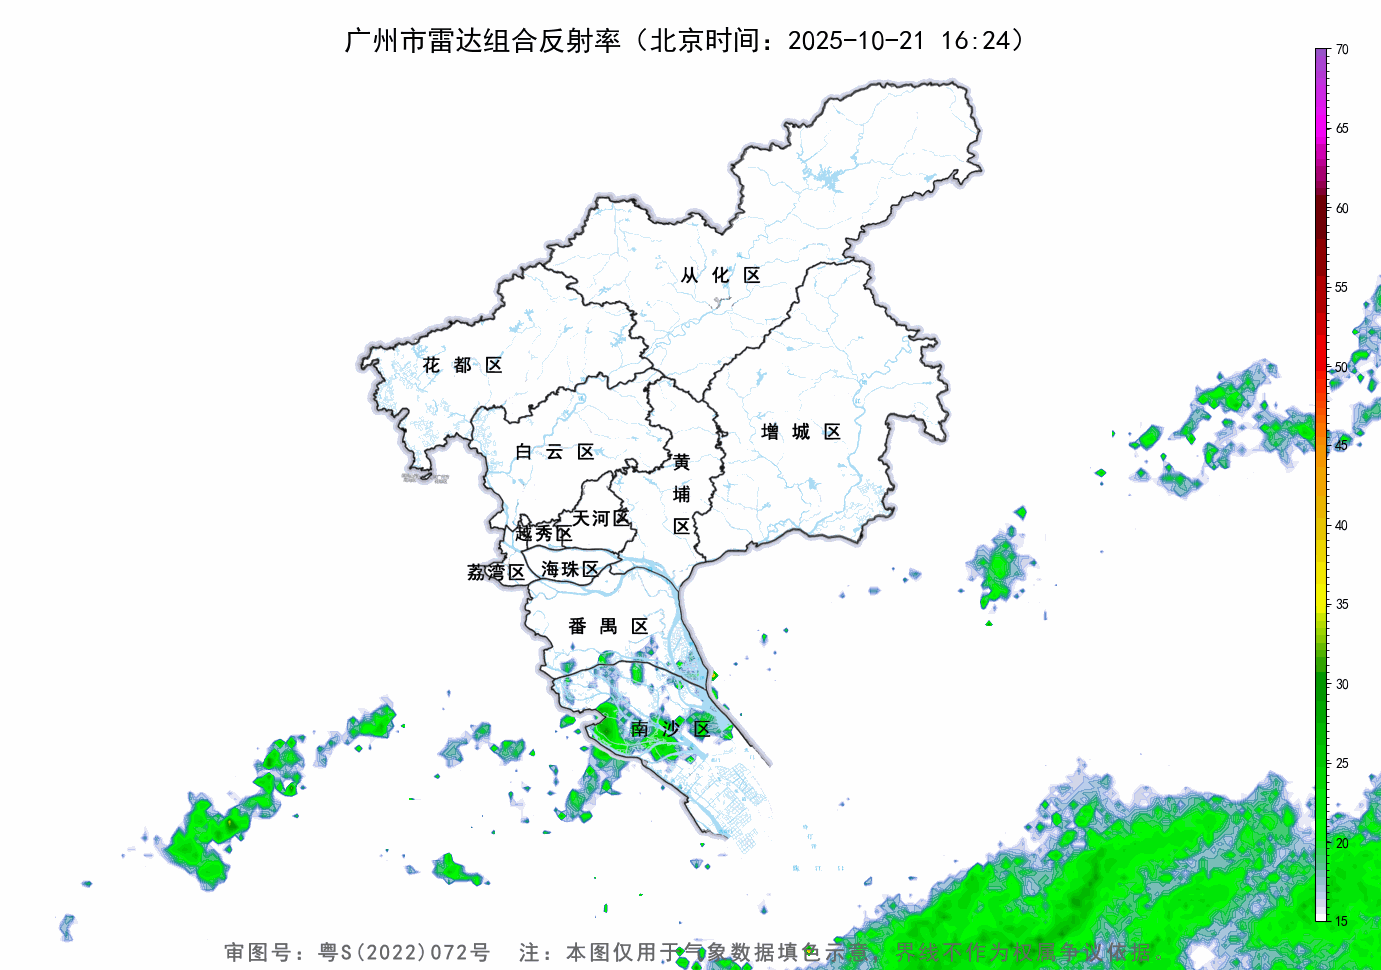 广州市雷达组合反射率（北京时间：2025-10-21 16:24）
70
65
60
55
50
45
40
35
30
25
20
15
从化区
花都区
增城区
白云区
黄埔区
天河区
越秀区
荔湾区
海珠区
番禺区
南沙区
审图号：粤S(2022)072号 注：本图仅用于气象数据填色示意，界线不作为权属争议依据.